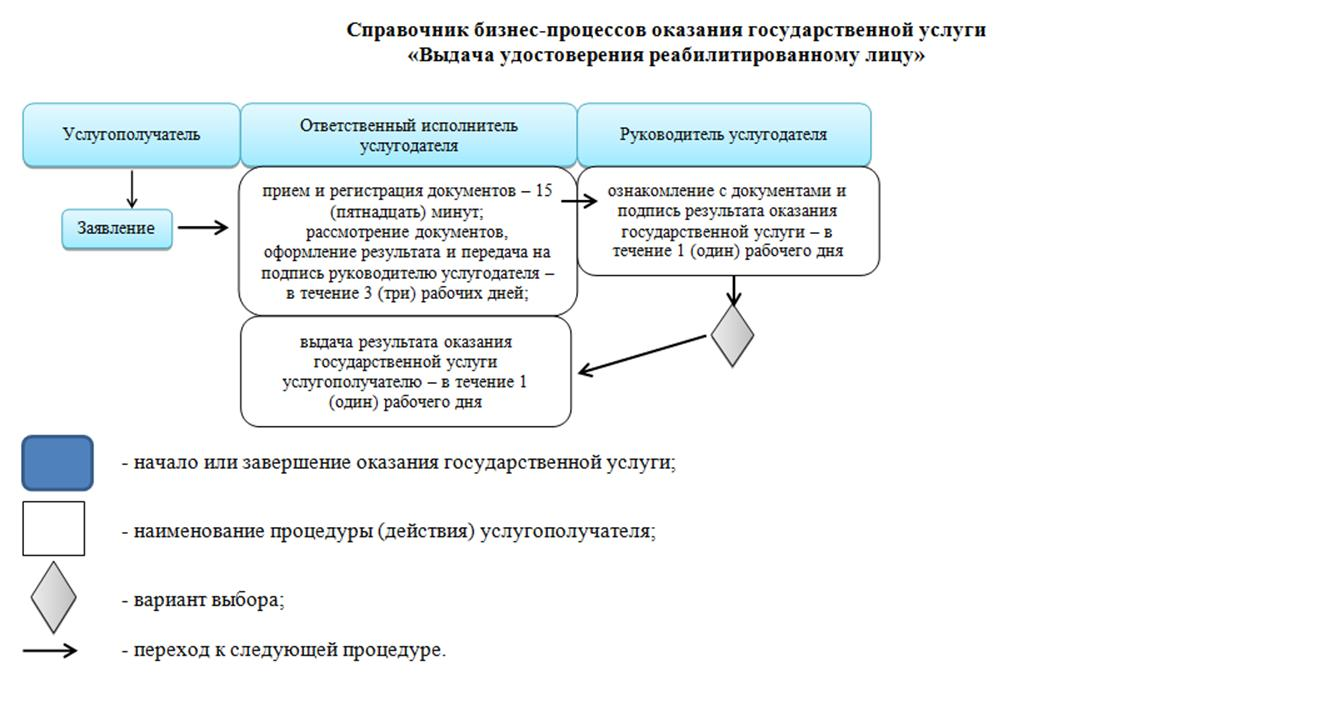 Справочник бизнес-процессов оказания государственной услуги
«Выдача удостоверения реабилитированному лицу»
Услугополучатель
Ответственный исполнитель
услугодателя
Руководитель услугодателя
Заявление
прием и регистрация документов – 15
(пятнадцать) минут;
рассмотрение документов,
оформление результата и передача на
подпись руководителю услугодателя –
в течение 3 (три) рабочих дней;
ознакомление с документами и
подпись результата оказания
государственной услуги – в
течение 1 (один) рабочего дня
выдача результата оказания
государственной услуги
услугополучателю – в течение 1
(один) рабочего дня
- начало или завершение оказания государственной услуги;
- наименование процедуры (действия) услугополучателя;
- вариант выбора;
- переход к следующей процедуре.